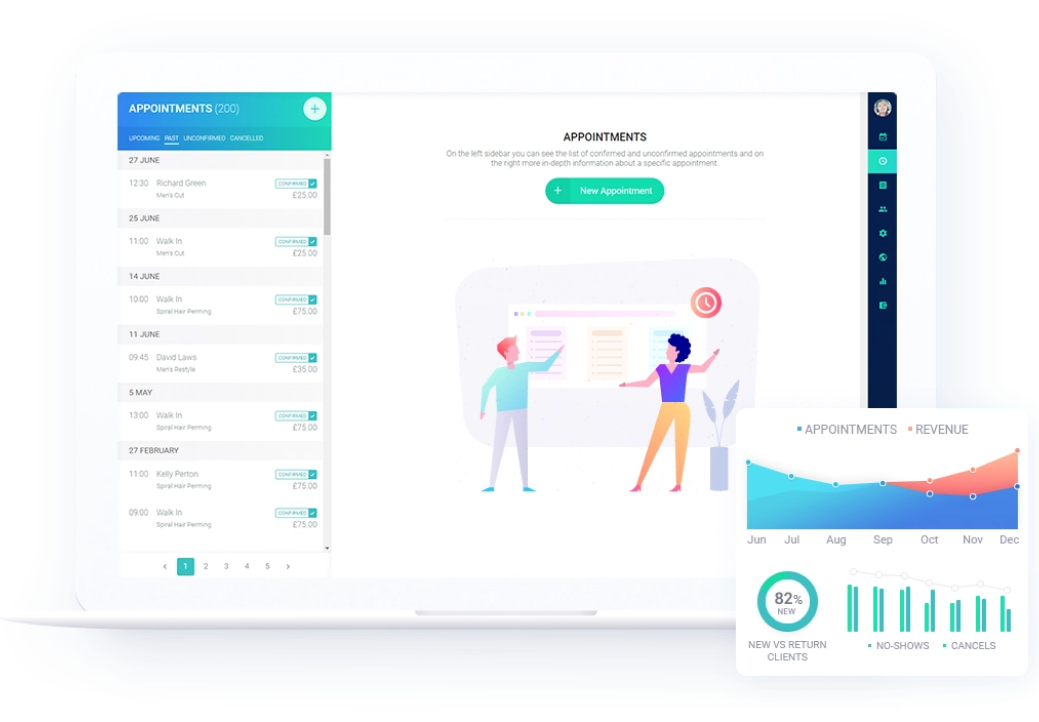 APPOINTMENTS (200)
+
UPCOMING PAST UNCONFIRMED CANCELLED
27 JUNE
12:30 Richard Green CONFIRMED
Men's Cut £25.00
25 JUNE
11:00 Walk In CONFIRMED
Men's Cut £25.00
14 JUNE
10:00 Walk In CONFIRMED
Spiral Hair Perming £75.00
11 JUNE
09:45 David Laws CONFIRMED
Men's Restyle £35.00
5 MAY
13:00 Walk In CONFIRMED
Spiral Hair Perming £75.00
27 FEBRUARY
11:00 Kelly Perton CONFIRMED
Spiral Hair Perming £75.00
09:00 Walk In CONFIRMED
Spiral Hair Perming £75.00
< 1 2 3 4 5 >
APPOINTMENTS
On the left sidebar you can see the list of confirmed and unconfirmed appointments and on
the right more in-depth information about a specific appointment.
+ New Appointment
APPOINTMENTS REVENUE
Jun Jul Aug Sep Oct Nov Dec
82%
NEW
NEW VS RETURN
CLIENTS
NO-SHOWS CANCELS